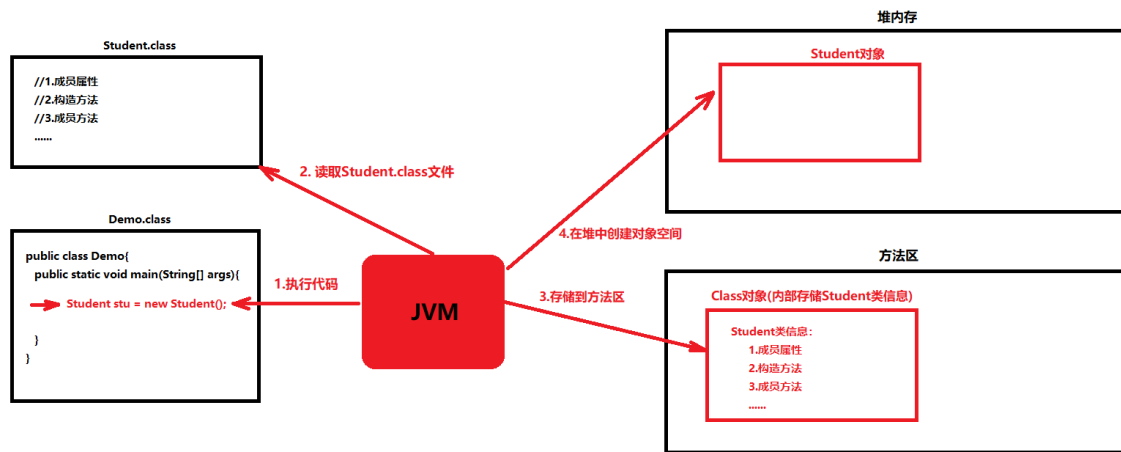 Student.class
//1.成员属性
//2.构造方法
//3.成员方法
......
2. 读取Student.class文件
Demo.class
public class Demo{
public static void main(String[] args){
Student stu = new Student();
}
}
1.执行代码
JVM
4.在堆中创建对象空间
3.存储到方法区
堆内存
Student对象
方法区
Class对象(内部存储Student类信息)
Student类信息：
1.成员属性
2.构造方法
3.成员方法
......